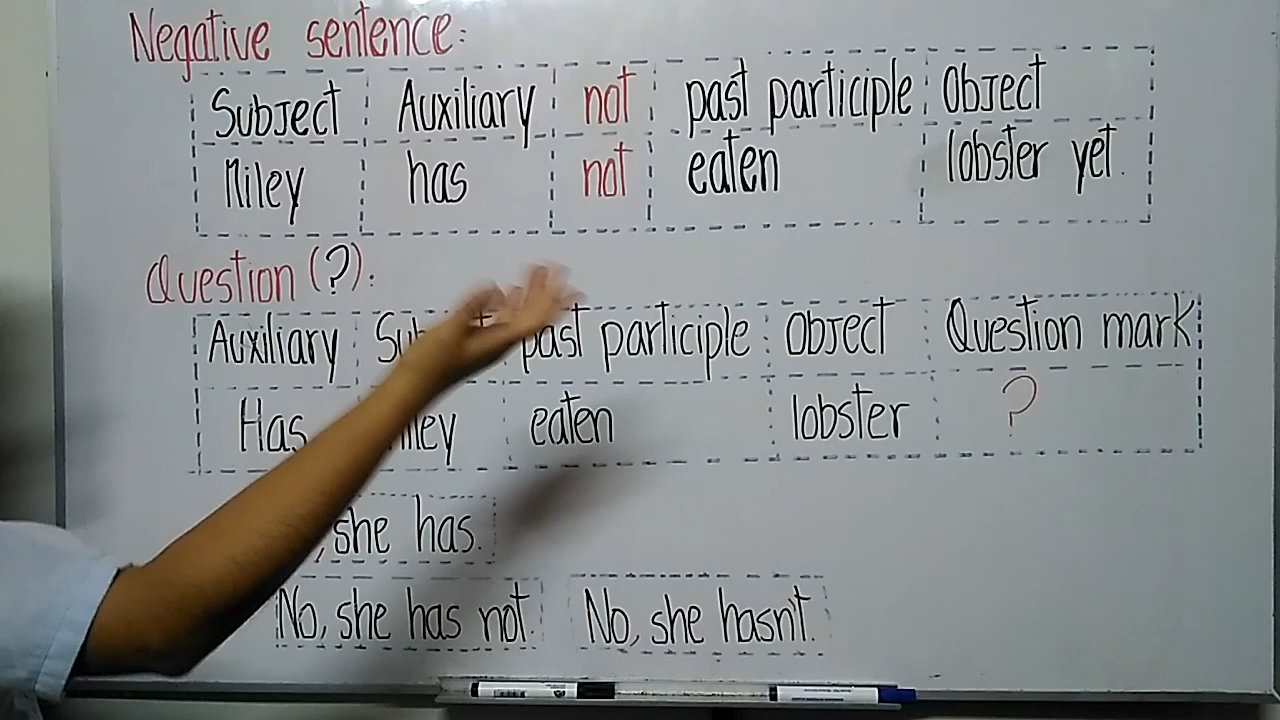 Negative sentence:
Subject Auxiliary not past participle Object
Miley has not eaten lobster yet.
Question (?):
Auxiliary past participle Object Question mark
Has eaten lobster ?
, she has.
No, she has not. No, she hasn't.